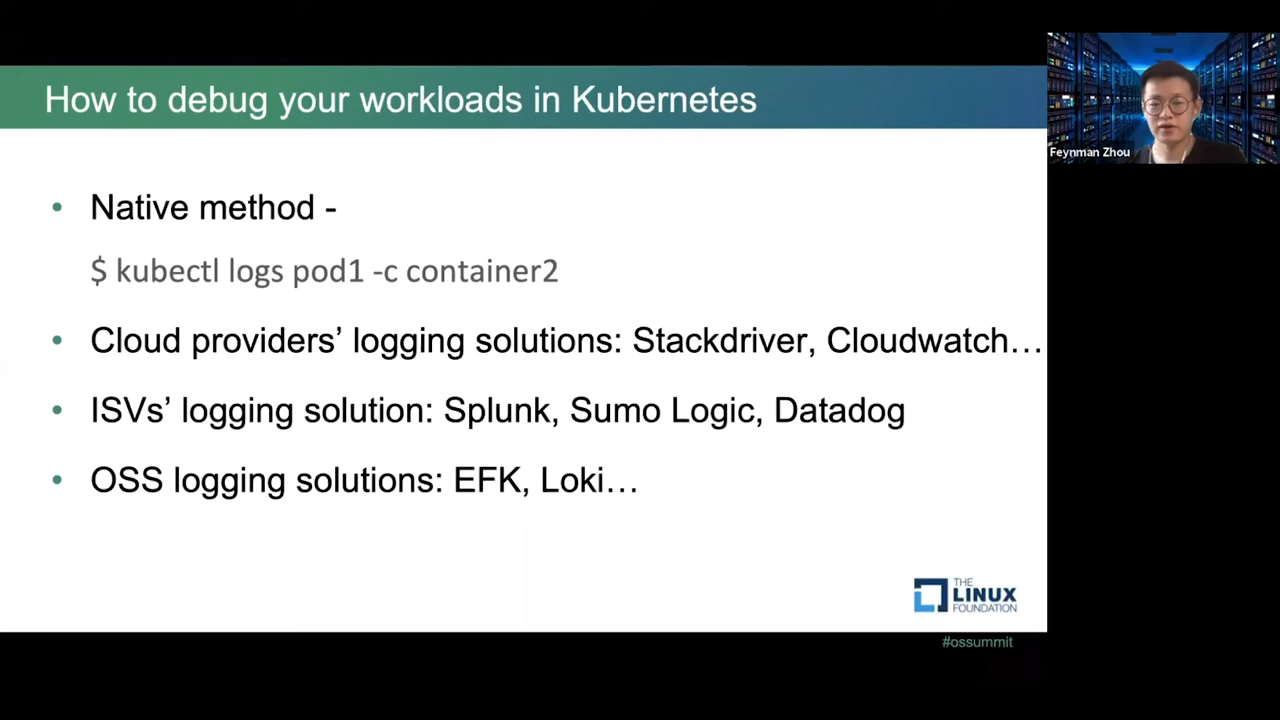 How to debug your workloads in Kubernetes
Feynman Zhou
• Native method -
$ kubectl logs pod1 -c container2
• Cloud providers’ logging solutions: Stackdriver, Cloudwatch…
• ISVs’ logging solution: Splunk, Sumo Logic, Datadog
• OSS logging solutions: EFK, Loki…
THE
LINUX
FOUNDATION
#ossummit